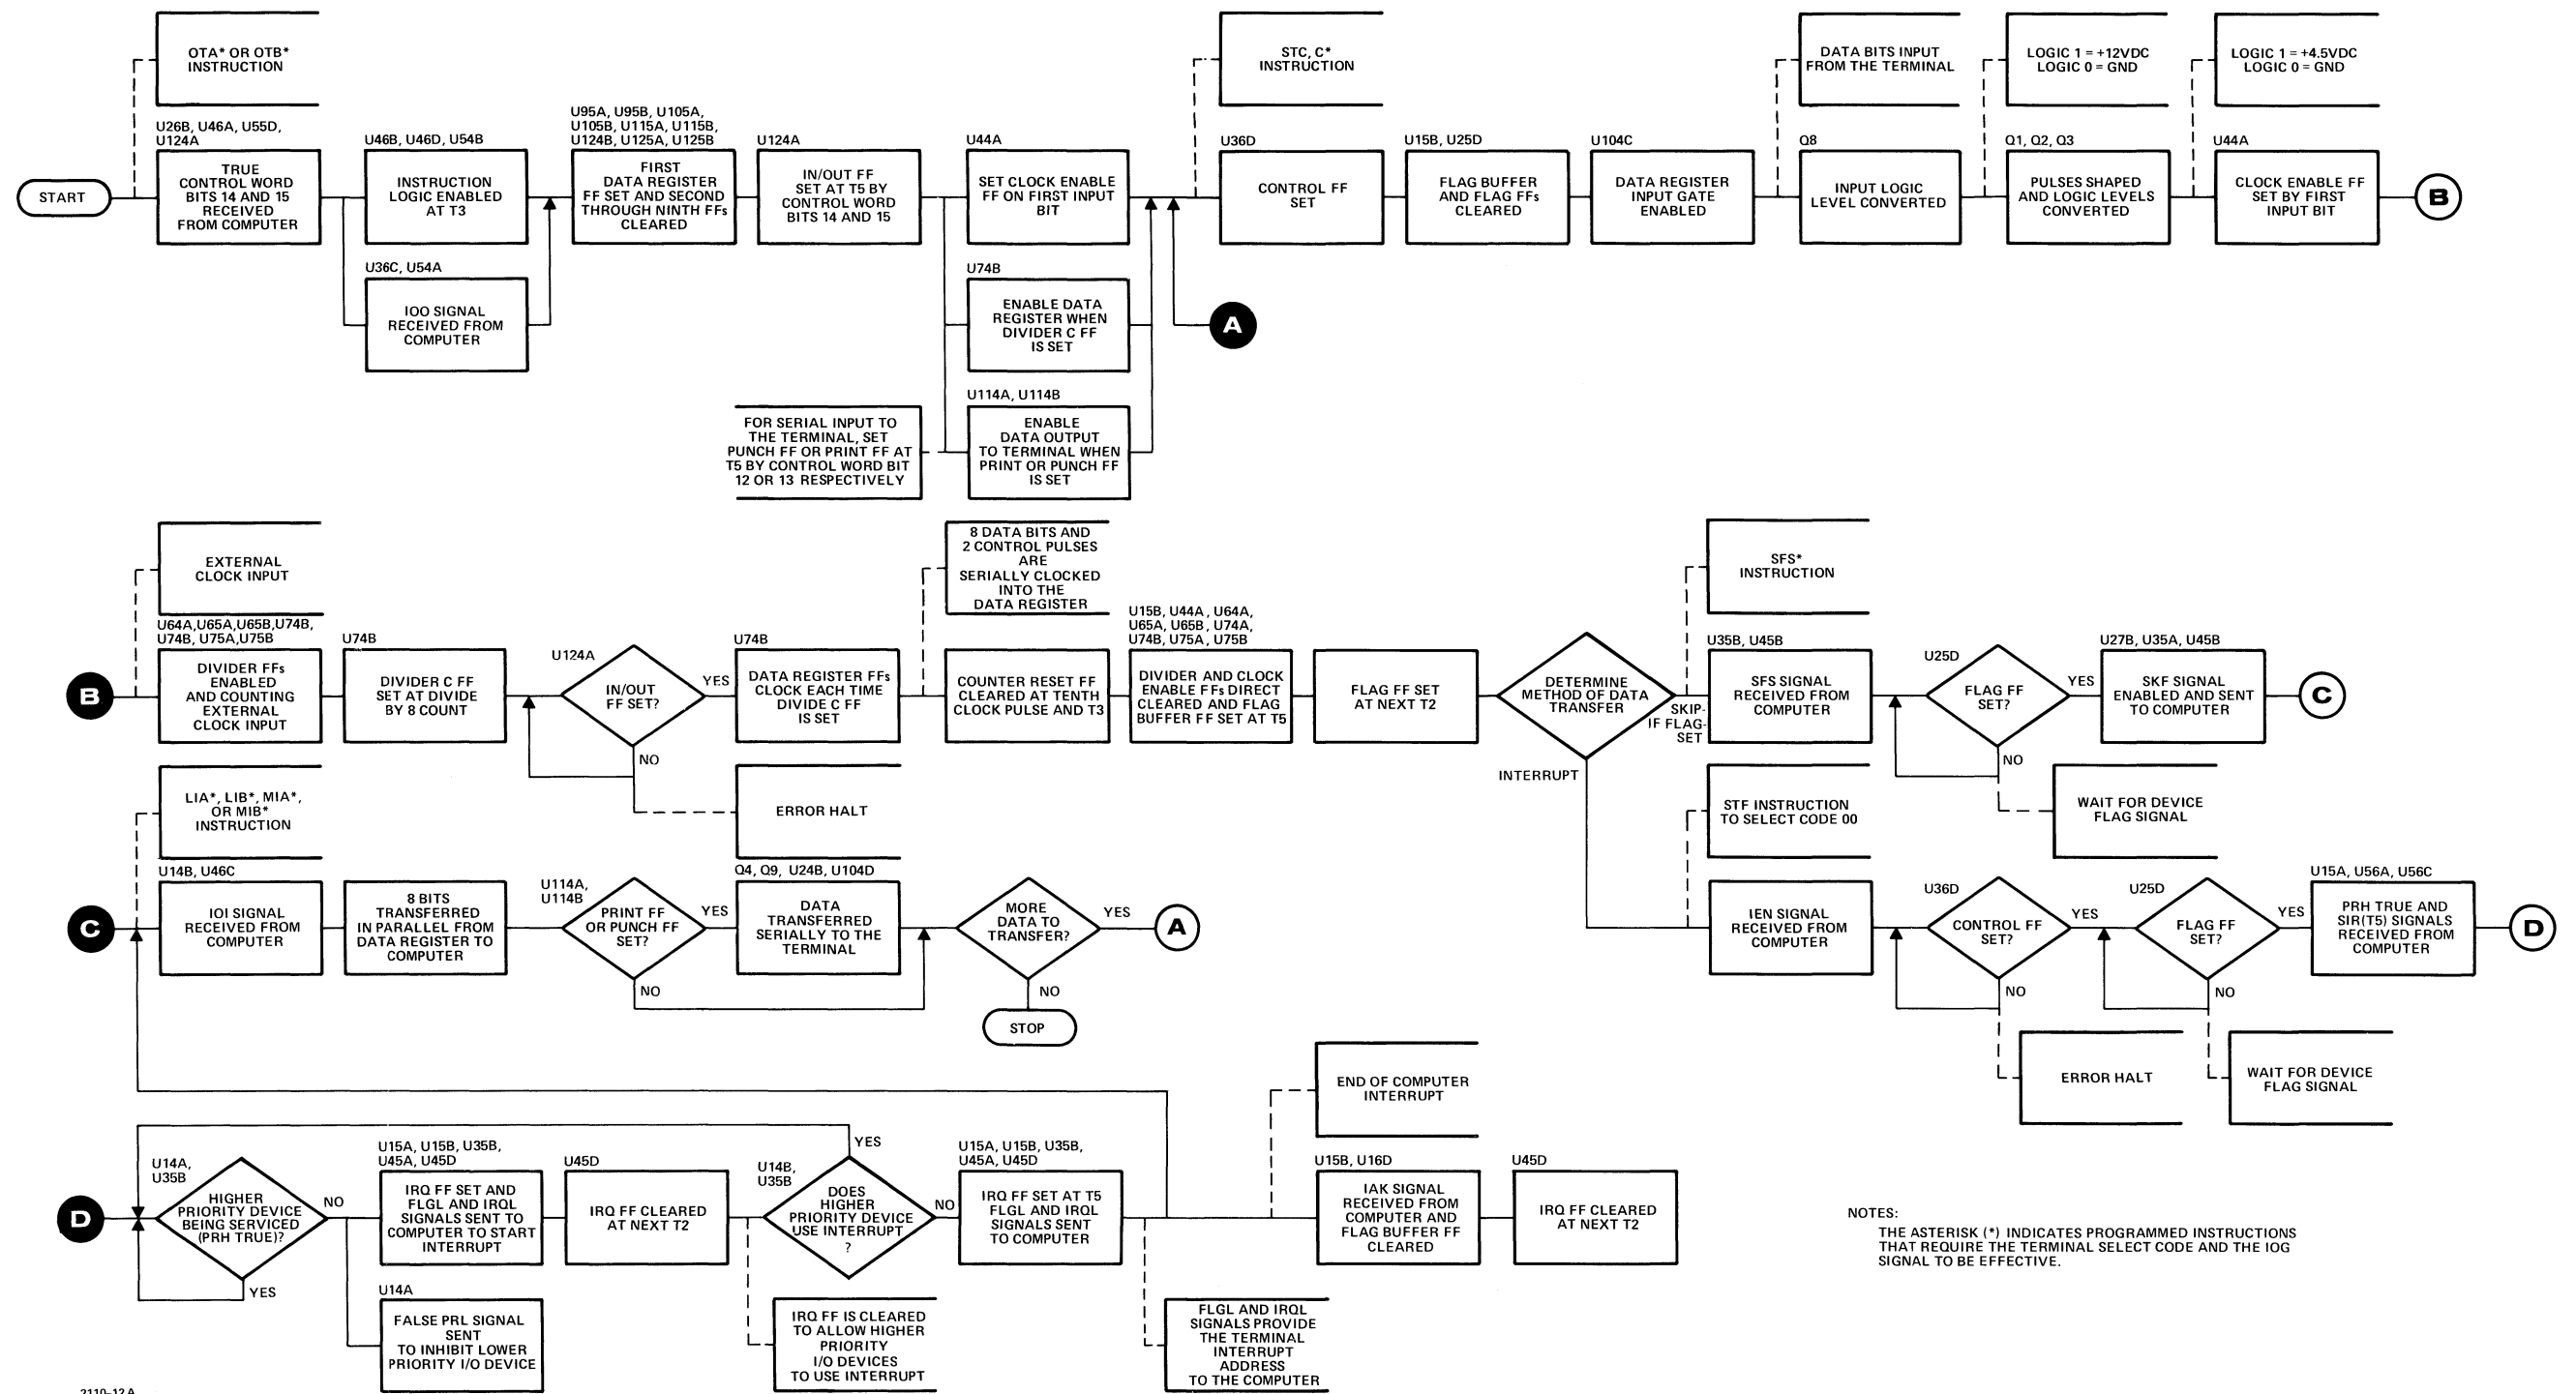 OTA* OR OTB*
INSTRUCTION
STC, C*
INSTRUCTION
DATA BITS INPUT
FROM THE TERMINAL
LOGIC 1 = +12VDC
LOGIC 0 = GND
LOGIC 1 = +4.5VDC
LOGIC 0 = GND
START
U26B, U46A, U55D,
U124A
TRUE
CONTROL WORD
BITS 14 AND 15
RECEIVED
FROM COMPUTER
U46B, U46D, U54B
INSTRUCTION
LOGIC ENABLED
AT T3
U36C, U54A
IOO SIGNAL
RECEIVED FROM
COMPUTER
U95A, U95B, U105A,
U105B, U115A, U115B,
U124B, U125A, U125B
FIRST
DATA REGISTER
FF SET AND SECOND
THROUGH NINTH FFs
CLEARED
U124A
IN/OUT FF
SET AT T5 BY
CONTROL WORD
BITS 14 AND 15
U44A
SET CLOCK ENABLE
FF ON FIRST INPUT
BIT
U74B
ENABLE DATA
REGISTER WHEN
DIVIDER C FF
IS SET
FOR SERIAL INPUT TO
THE TERMINAL, SET
PUNCH FF OR PRINT FF AT
T5 BY CONTROL WORD BIT
12 OR 13 RESPECTIVELY
U114A, U114B
ENABLE
DATA OUTPUT
TO TERMINAL WHEN
PRINT OR PUNCH FF
IS SET
A
U36D
CONTROL FF
SET
U15B, U25D
FLAG BUFFER
AND FLAG FFs
CLEARED
U104C
DATA REGISTER
INPUT GATE
ENABLED
Q8
INPUT LOGIC
LEVEL CONVERTED
Q1, Q2, Q3
PULSES SHAPED
AND LOGIC LEVELS
CONVERTED
U44A
CLOCK ENABLE FF
SET BY FIRST
INPUT BIT
B
EXTERNAL
CLOCK INPUT
8 DATA BITS AND
2 CONTROL PULSES
ARE
SERIALLY CLOCKED
INTO THE
DATA REGISTER
SFS*
INSTRUCTION
B
U64A,U65A,U65B,U74B,
U74B, U75A,U75B
DIVIDER FFs
ENABLED
AND COUNTING
EXTERNAL
CLOCK INPUT
U74B
DIVIDER C FF
SET AT DIVIDE
BY 8 COUNT
U124A
IN/OUT
FF SET?
YES
NO
ERROR HALT
U74B
DATA REGISTER FFs
CLOCK EACH TIME
DIVIDE C FF
IS SET
COUNTER RESET FF
CLEARED AT TENTH
CLOCK PULSE AND T3
U15B, U44A, U64A,
U65A, U65B, U74A,
U74B, U75A, U75B
DIVIDER AND CLOCK
ENABLE FFs DIRECT
CLEARED AND FLAG
BUFFER FF SET AT T5
FLAG FF SET
AT NEXT T2
DETERMINE
METHOD OF DATA
TRANSFER
SKIP-
IF FLAG-
SET
INTERRUPT
U35B, U45B
SFS SIGNAL
RECEIVED FROM
COMPUTER
U25D
FLAG FF
SET?
YES
NO
WAIT FOR DEVICE
FLAG SIGNAL
U27B, U35A, U45B
SKF SIGNAL
ENABLED AND SENT
TO COMPUTER
C
LIA*, LIB*, MIA*,
OR MIB*
INSTRUCTION
C
U14B, U46C
IOI SIGNAL
RECEIVED FROM
COMPUTER
8 BITS
TRANSFERRED
IN PARALLEL FROM
DATA REGISTER TO
COMPUTER
U114A,
U114B
PRINT FF
OR PUNCH FF
SET?
YES
NO
Q4, Q9, U24B, U104D
DATA
TRANSFERRED
SERIALLY TO THE
TERMINAL
MORE
DATA TO
TRANSFER?
YES
A
NO
STOP
STF INSTRUCTION
TO SELECT CODE 00
IEN SIGNAL
RECEIVED FROM
COMPUTER
U36D
CONTROL FF
SET?
YES
NO
ERROR HALT
U25D
FLAG FF
SET?
YES
NO
WAIT FOR DEVICE
FLAG SIGNAL
U15A, U56A, U56C
PRH TRUE AND
SIR(T5) SIGNALS
RECEIVED FROM
COMPUTER
D
D
U14A,
U35B
HIGHER
PRIORITY DEVICE
BEING SERVICED
(PRH TRUE)?
NO
YES
U15A, U15B, U35B,
U45A, U45D
IRQ FF SET AND
FLGL AND IRQL
SIGNALS SENT TO
COMPUTER TO START
INTERRUPT
U14A
FALSE PRL SIGNAL
SENT
TO INHIBIT LOWER
PRIORITY I/O DEVICE
U45D
IRQ FF CLEARED
AT NEXT T2
IRQ FF IS CLEARED
TO ALLOW HIGHER
PRIORITY
I/O DEVICES
TO USE INTERRUPT
U14B,
U35B
DOES
HIGHER
PRIORITY DEVICE
USE INTERRUPT
?
YES
NO
U15A, U15B, U35B,
U45A, U45D
IRQ FF SET AT T5
FLGL AND IRQL
SIGNALS SENT
TO COMPUTER
FLGL AND IRQL
SIGNALS PROVIDE
THE TERMINAL
INTERRUPT
ADDRESS
TO THE COMPUTER
END OF COMPUTER
INTERRUPT
U15B, U16D
IAK SIGNAL
RECEIVED FROM
COMPUTER AND
FLAG BUFFER FF
CLEARED
U45D
IRQ FF CLEARED
AT NEXT T2
NOTES:
THE ASTERISK (*) INDICATES PROGRAMMED INSTRUCTIONS
THAT REQUIRE THE TERMINAL SELECT CODE AND THE IOG
SIGNAL TO BE EFFECTIVE.
2110-12A